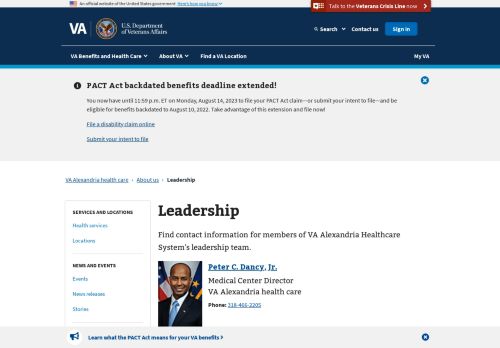 An official website of the United States government Here's how you know
Talk to the Veterans Crisis Line now
VA
U.S. Department
of Veterans Affairs
Search
Contact us
Sign in
VA Benefits and Health Care
About VA
Find a VA Location
My VA
PACT Act backdated benefits deadline extended!
You now have until 11:59 p.m. ET on Monday, August 14, 2023 to file your PACT Act claim—or submit your intent to file—and be
eligible for benefits backdated to August 10, 2022. Take advantage of this extension and file now!
File a disability claim online
Submit your intent to file
VA Alexandria health care › About us › Leadership
SERVICES AND LOCATIONS
Health services
Locations
NEWS AND EVENTS
Events
News releases
Stories
Leadership
Find contact information for members of VA Alexandria Healthcare
System's leadership team.
Peter C. Dancy, Jr.
Medical Center Director
VA Alexandria health care
Phone: 318-466-2205
Learn what the PACT Act means for your VA benefits